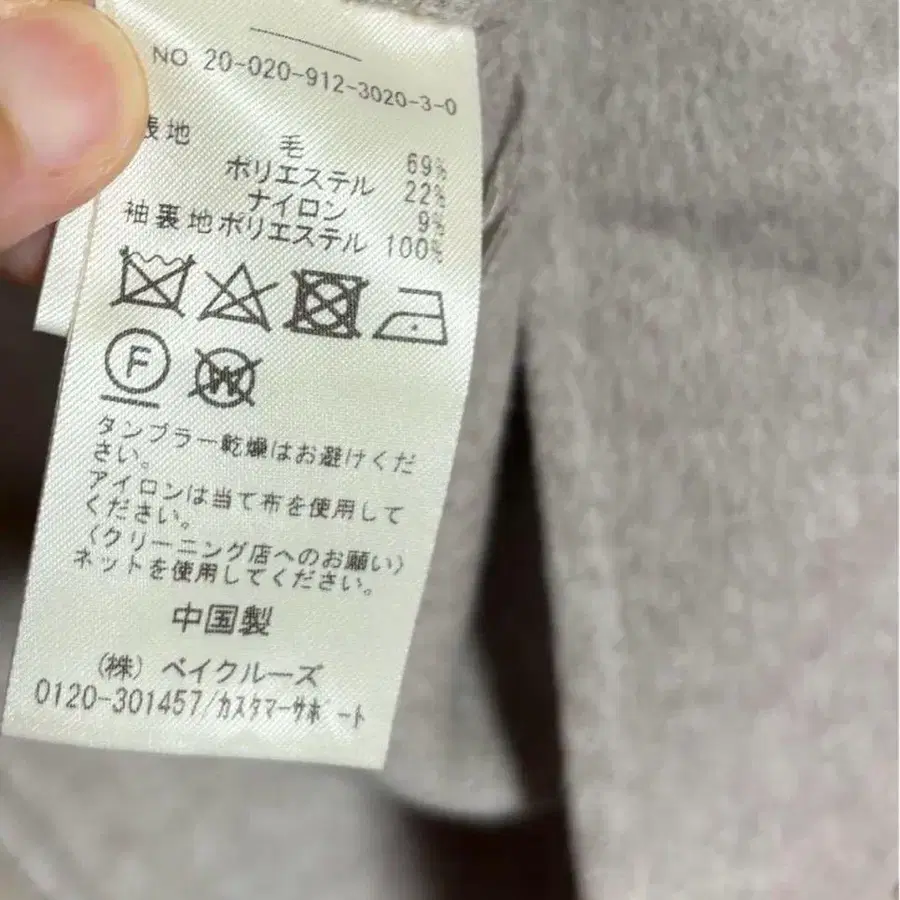 NO 20-020-912-3020-3-0
表地 毛 69%
ポリエステル 22%
ナイロン 9%
袖裏地ポリエステル 100%
F
W
タンブラー乾燥はお避けくだ
さい。
アイロンは当て布を使用して
ください。
〈クリーニング店へのお願い〉
ネットを使用してください。
中国製
(株) ベイクルーズ
0120-301457/カスタマーサポート